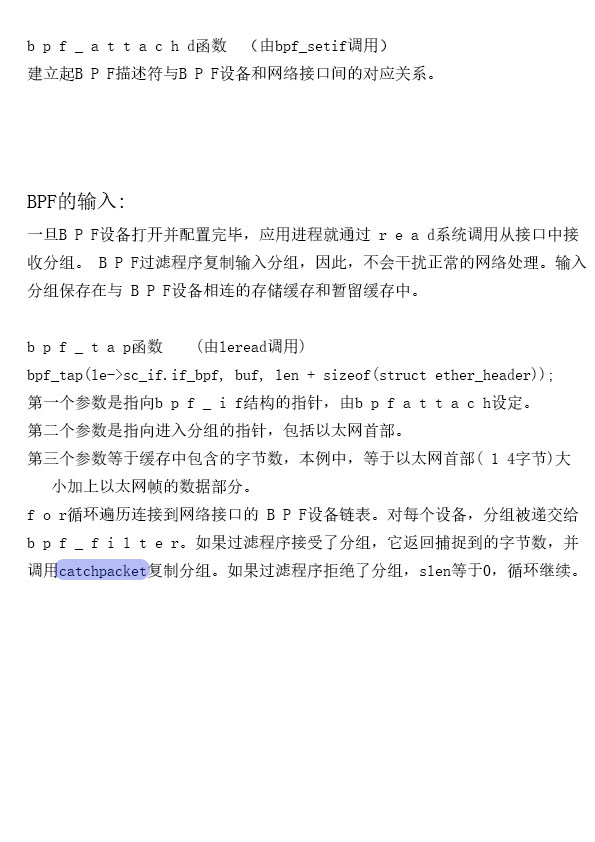 b p f _ a t t a c h d函数 （由bpf_setif调用）
建立起B P F描述符与B P F设备和网络接口间的对应关系。
BPF的输入:
一旦B P F设备打开并配置完毕，应用进程就通过 r e a d系统调用从接口中接
收分组。 B P F过滤程序复制输入分组，因此，不会干扰正常的网络处理。输入
分组保存在与 B P F设备相连的存储缓存和暂留缓存中。
b p f _ t a p函数 (由leread调用)
bpf_tap(le->sc_if.if_bpf, buf, len + sizeof(struct ether_header));
第一个参数是指向b p f _ i f结构的指针，由b p f a t t a c h设定。
第二个参数是指向进入分组的指针，包括以太网首部。
第三个参数等于缓存中包含的字节数，本例中，等于以太网首部( 1 4字节)大
小加上以太网帧的数据部分。
f o r循环遍历连接到网络接口的 B P F设备链表。对每个设备，分组被递交给
b p f _ f i l t e r。如果过滤程序接受了分组，它返回捕捉到的字节数，并
调用catchpacket复制分组。如果过滤程序拒绝了分组，slen等于0，循环继续。